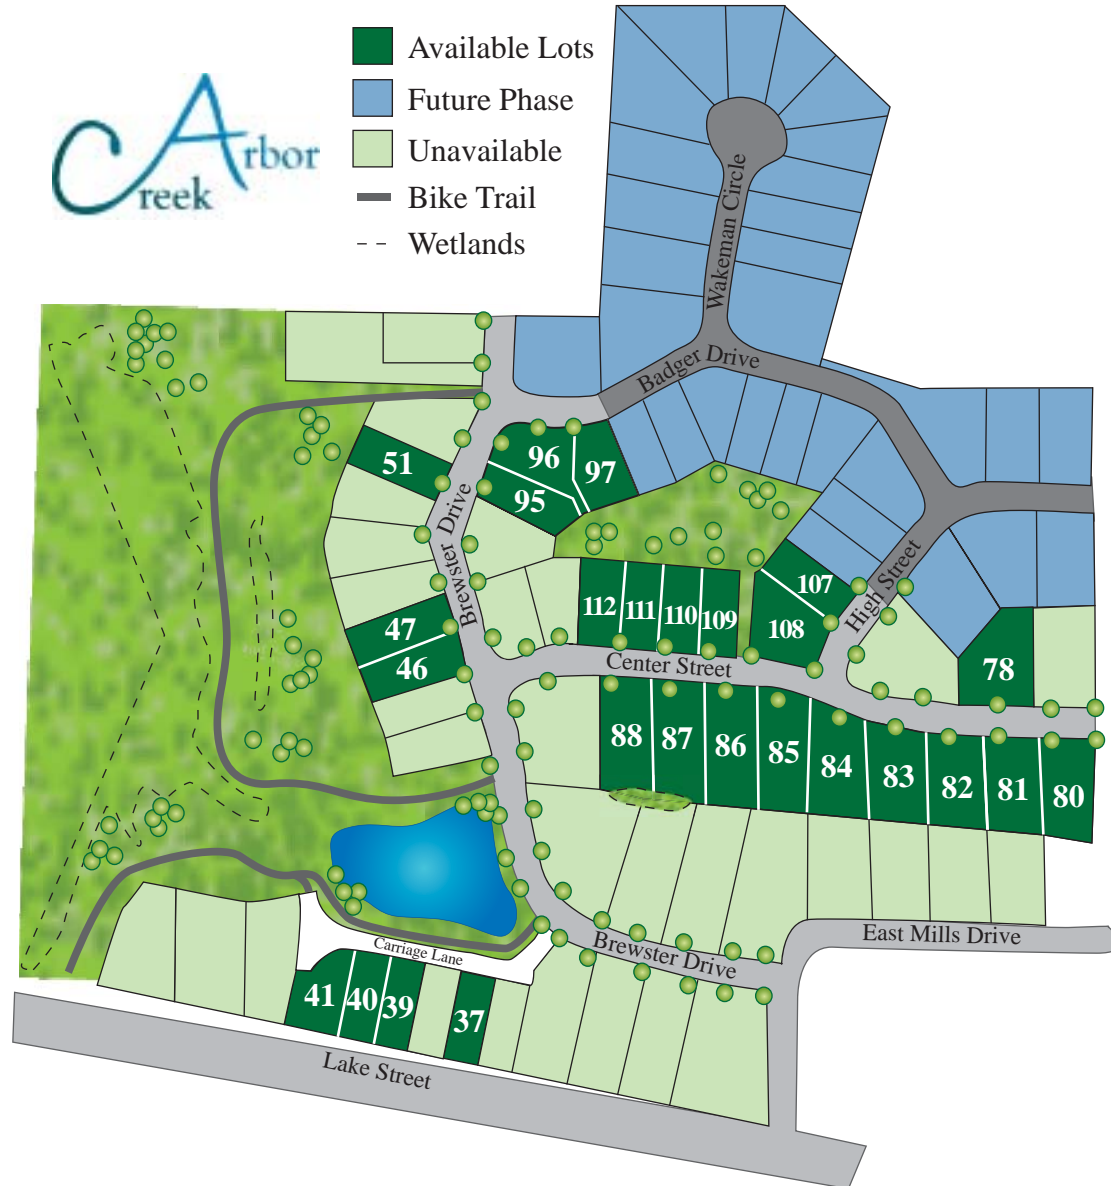 Arbor
Creek
Available Lots
Future Phase
Unavailable
Bike Trail
Wetlands
Wakeman Circle
Badger Drive
High Street
Brewster Drive
Center Street
51
96
97
95
47
46
112
111
110
109
107
108
78
88
87
86
85
84
83
82
81
80
East Mills Drive
Brewster Drive
Carriage Lane
41
40
39
37
Lake Street